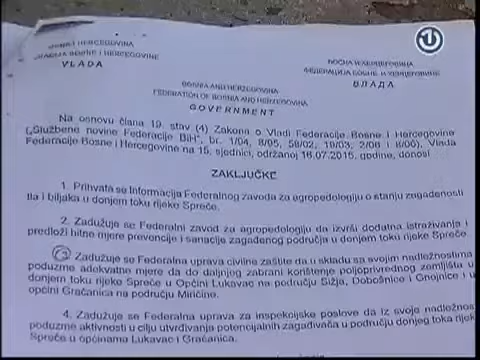 BOSNA I HERCEGOVINA
FEDERACIJA BOSNE I HERCEGOVINE
VLADA
БОСНА И ХЕРЦЕГОВИНА
ФЕДЕРАЦИЈА БОСНЕ И ХЕРЦЕГОВИНЕ
ВЛАДА
1
BOSNIA AND HERZEGOVINA
FEDERATION OF BOSNIA AND HERZEGOVINA
GOVERNMENT
Na osnovu člana 19. stav (4) Zakona o Vladi Federacije Bosne i Hercegovine
(„Službene novine Federacije BiH", br. 1/94, 8/95, 58/02, 19/03, 2/06 i 8/06), Vlada
Federacije Bosne i Hercegovine na 15. sjednici, održanoj 16.07.2015. godine, donosi
ZAKLJUČKE
1. Prihvata se Informacija Federalnog zavoda za agropedologiju o stanju zagađenosti
tla i biljaka u donjem toku rijeke Spreče.
2. Zadužuje se Federalni zavod za agropedologiju da izvrši dodatna istraživanja i
predloži hitne mjere prevencije i sanacije zagađenog područja u donjem toku rijeke Spreče.
3. Zadužuje se Federalna uprava civilne zaštite da u skladu sa svojim nadležnostima
poduzme adekvatne mjere da do daljnjeg zabrani korištenje poljoprivrednog zemljišta u
donjem toku rijeke Spreče u Općini Lukavac na području Sižja, Dobošnice i Gnojnice i u
općini Gračanica na području Miričine.
4. Zadužuje se Federalna uprava za inspekcijske poslove da iz svoje nadležnosti
poduzme aktivnosti u cilju utvrđivanja potencijalnih zagađivača u području donjeg toka rijeke
Spreče u općinama Lukavac i Gračanica.